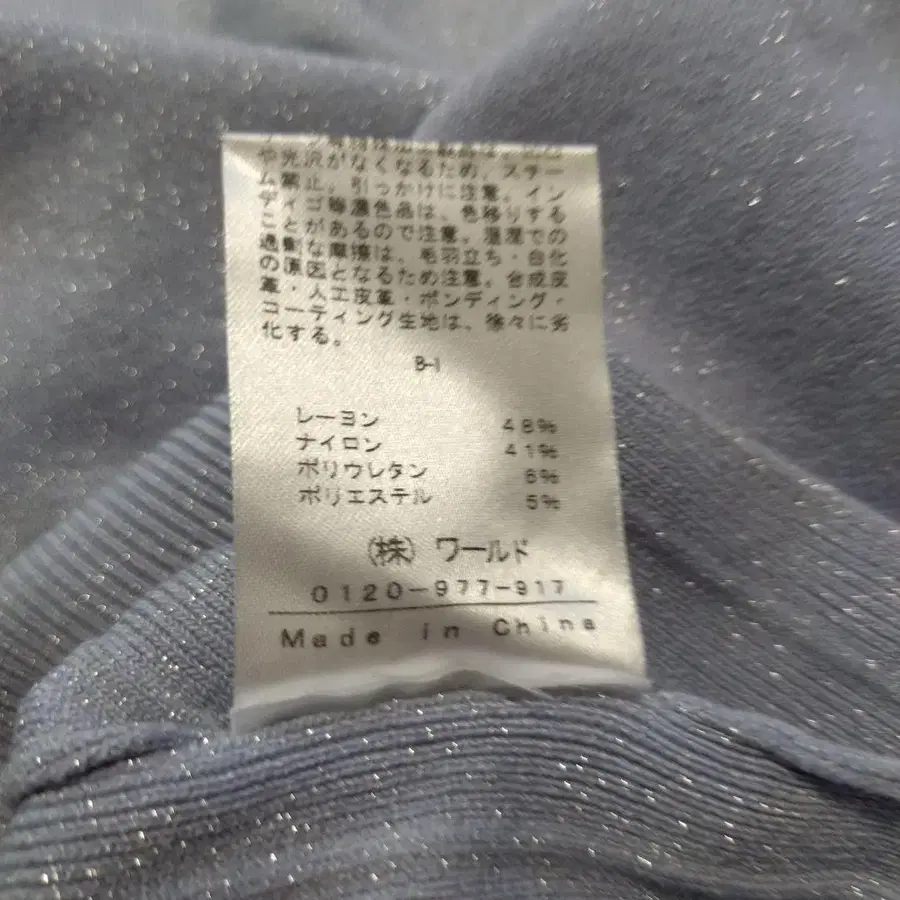 や光沢がなくなるため、スチー
ム禁止。引っかけに注意。イン
ディゴ等濃色品は、色移りする
ことがあるので注意。湿潤での
過剰な摩擦は、毛羽立ち・白化
の原因となるため注意。合成皮
革・人工皮革・ボンディング・
コーティング生地は、徐々に劣
化する。
B-I
レーヨン 48%
ナイロン 41%
ポリウレタン 6%
ポリエステル 5%
(株) ワールド
0120-977-917
Made in China